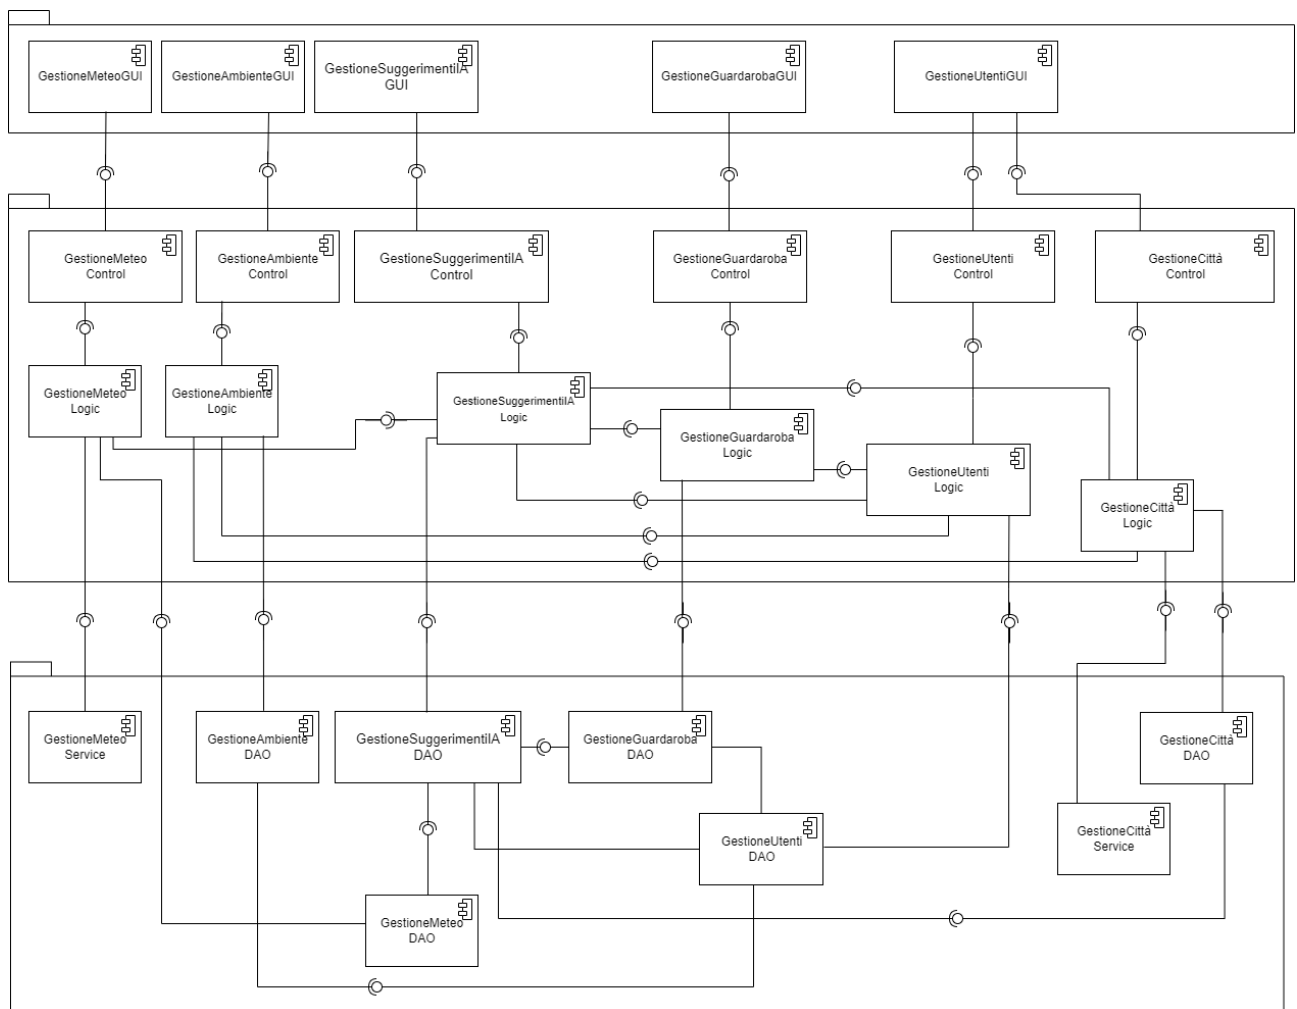 GestioneMeteoGUI
GestioneAmbienteGUI
GestioneSuggerimentiIA
GUI
GestioneGuardarobaGUI
GestioneUtentiGUI
GestioneMeteo
Control
GestioneAmbiente
Control
GestioneSuggerimentiIA
Control
GestioneGuardaroba
Control
GestioneUtenti
Control
GestioneCittà
Control
GestioneMeteo
Logic
GestioneAmbiente
Logic
GestioneSuggerimentiIA
Logic
GestioneGuardaroba
Logic
GestioneUtenti
Logic
GestioneCittà
Logic
GestioneMeteo
Service
GestioneAmbiente
DAO
GestioneSuggerimentiIA
DAO
GestioneGuardaroba
DAO
GestioneCittà
DAO
GestioneUtenti
DAO
GestioneCittà
Service
GestioneMeteo
DAO